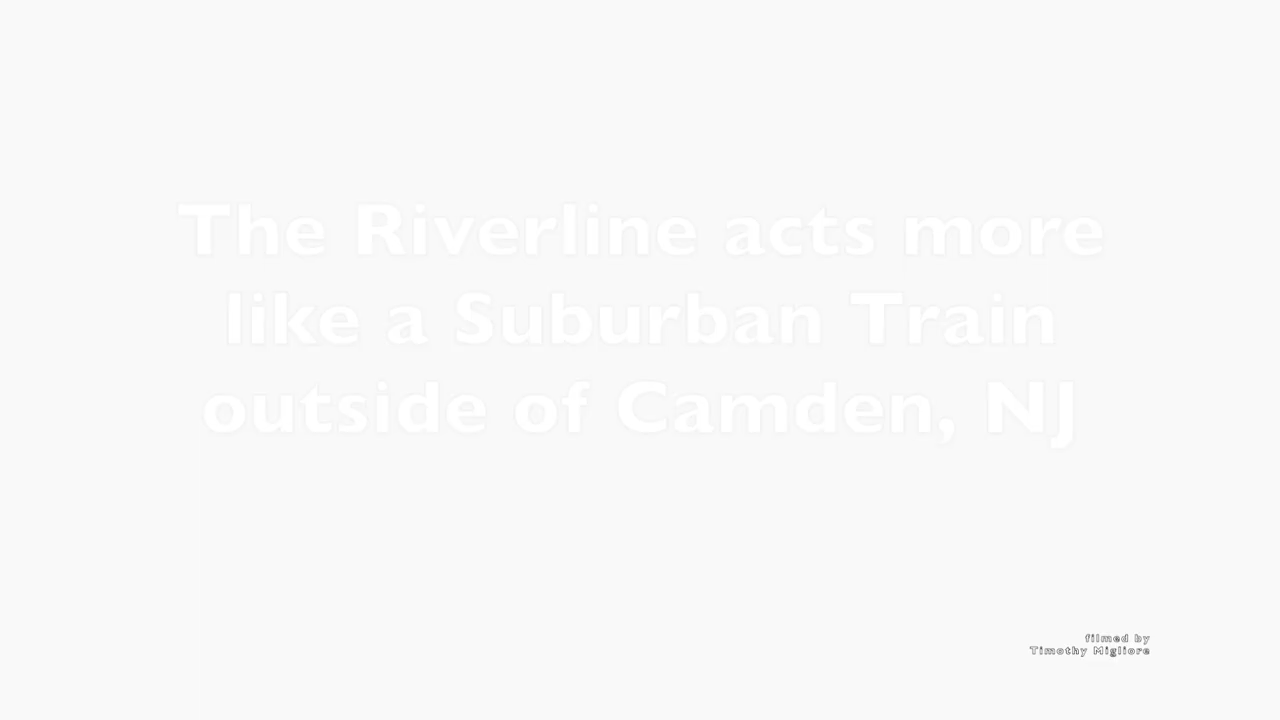 The Riverline acts more
like a Suburban Train
outside of Camden, NJ
filmed by
Timothy Migliore